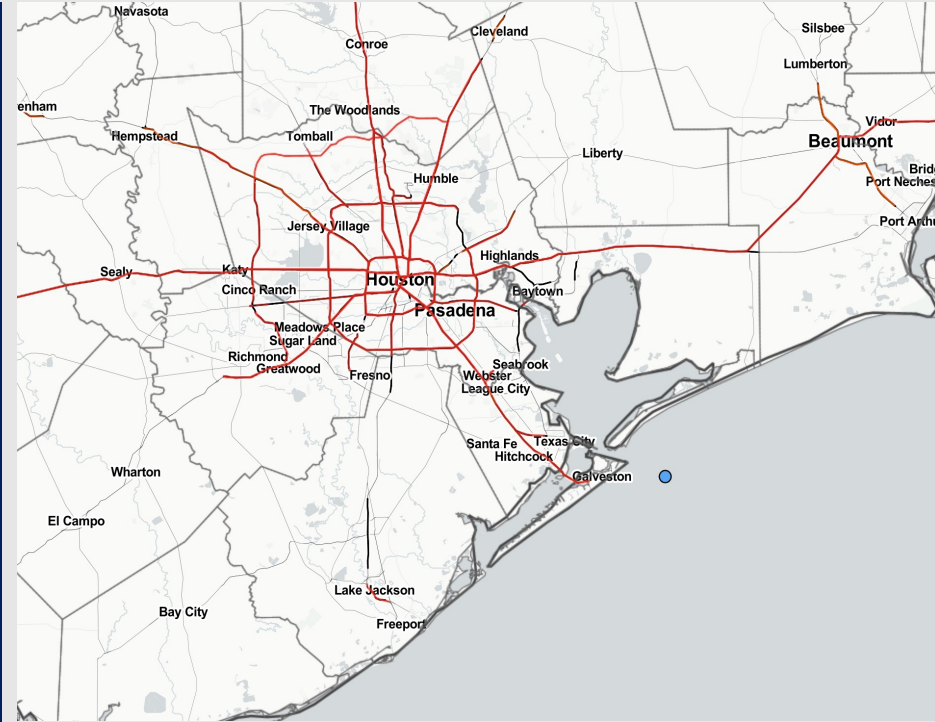 Navasota
Cleveland
Silsbee
Conroe
Lumberton
enham
The Woodlands
Vidor
Hempstead
Tomball
Beaumont
Liberty
Bridg
Humble
Port Neches
Port Arthu
Jersey Village
Highlands
Sealy
Katy
Houston
Cinco Ranch
Baytown
Pasadena
Meadows Place
Sugar Land
Richmond
Seabrook
Greatwood
Fresno
Webster
League City
Santa Fe
Texas City
Hitchcock
Wharton
Galveston
El Campo
Lake Jackson
Bay City
Freeport